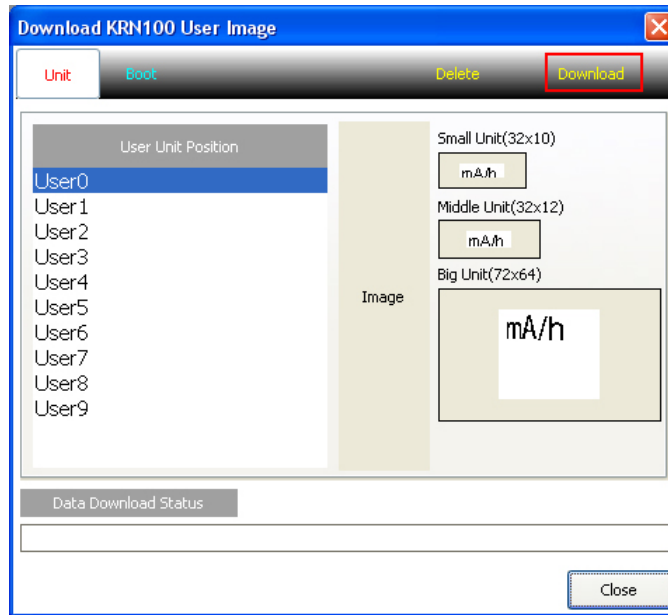 Download KRN100 User Image
Unit Boot Delete Download
User Unit Position
User0
User1
User2
User3
User4
User5
User6
User7
User8
User9
Image
Small Unit(32x10)
mA/h
Middle Unit(32x12)
mA/h
Big Unit(72x64)
mA/h
Data Download Status
Close